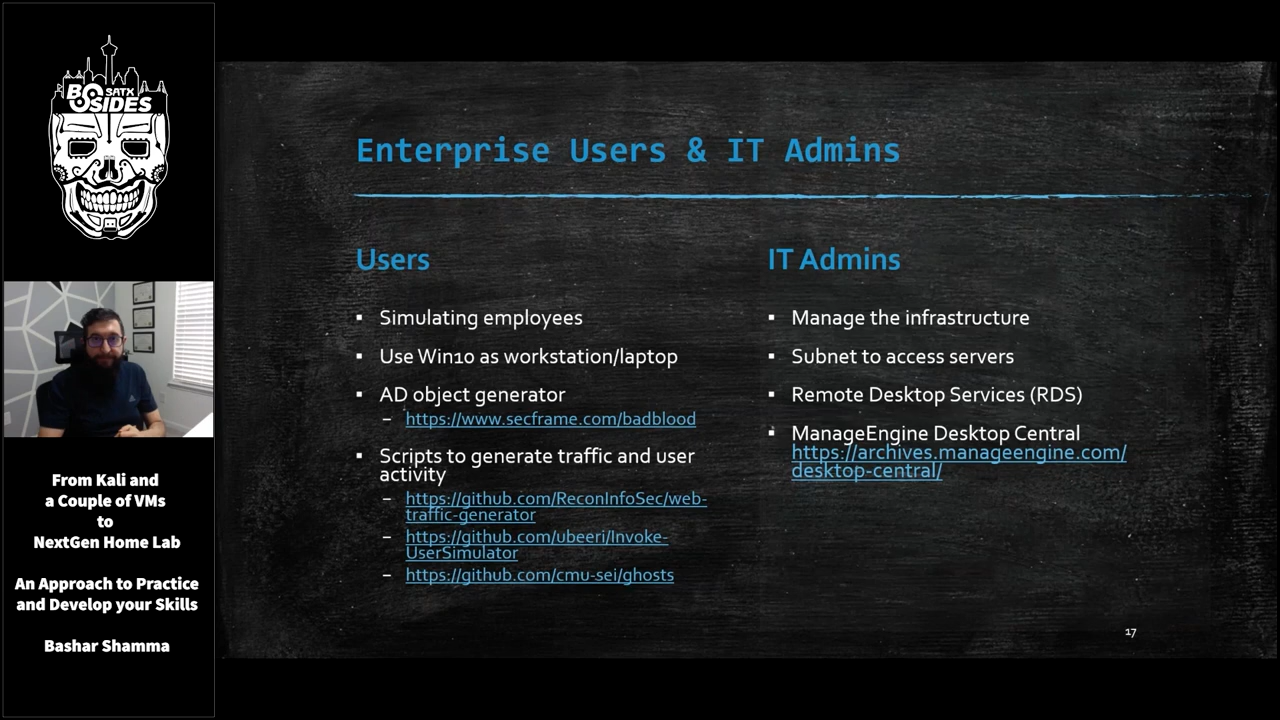 BSIDES
SATX
From Kali and
a Couple of VMs
to
NextGen Home Lab
An Approach to Practice
and Develop your Skills
Bashar Shamma
Enterprise Users & IT Admins
Users
▪ Simulating employees
▪ Use Win10 as workstation/laptop
▪ AD object generator
– https://www.secframe.com/badblood
▪ Scripts to generate traffic and user
activity
– https://github.com/ReconInfoSec/web-
traffic-generator
– https://github.com/ubeeri/Invoke-
UserSimulator
– https://github.com/cmu-sei/ghosts
IT Admins
▪ Manage the infrastructure
▪ Subnet to access servers
▪ Remote Desktop Services (RDS)
▪ ManageEngine Desktop Central
https://archives.manageengine.com/
desktop-central/
17